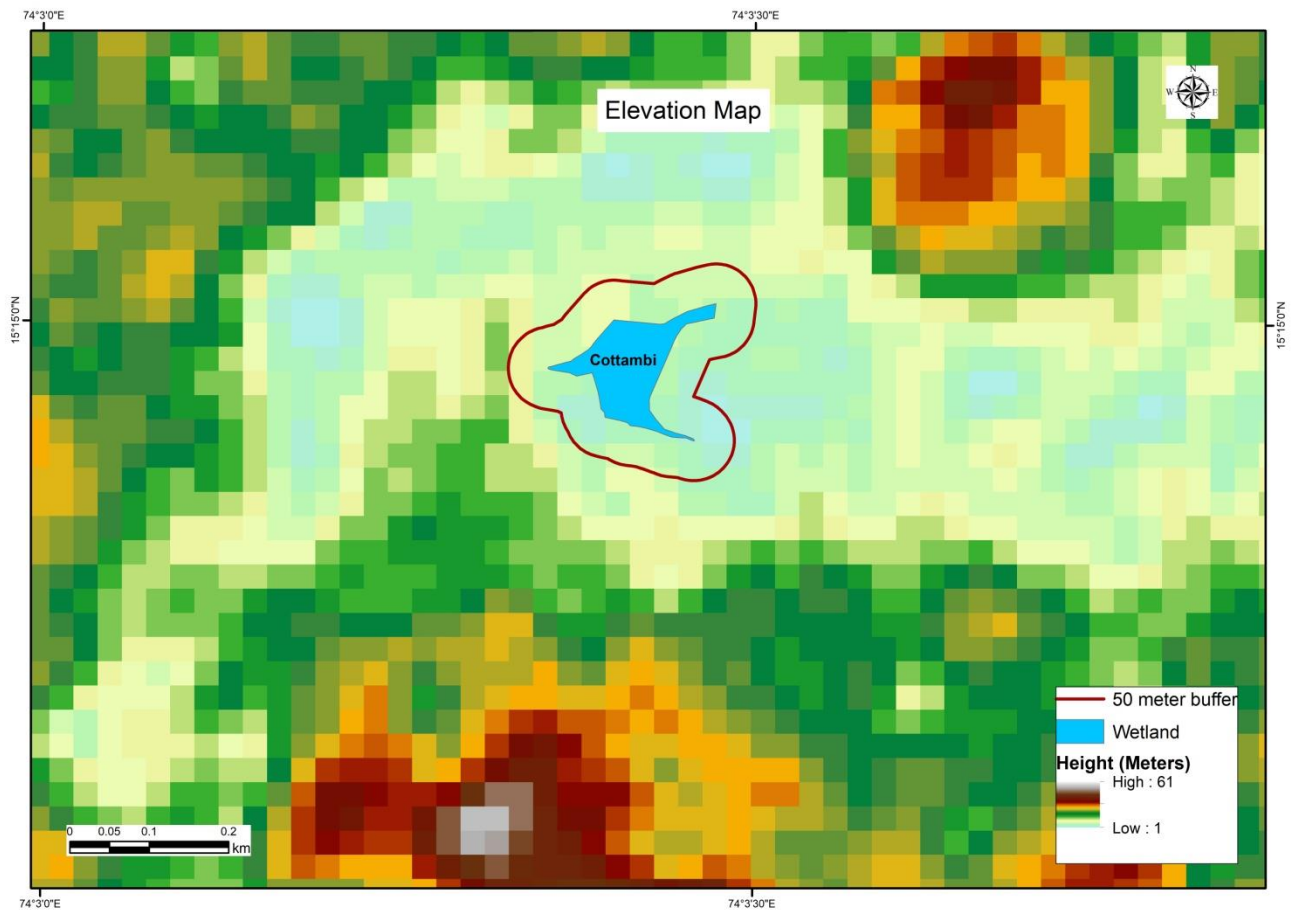 74°3'0"E
74°3'30"E
Elevation Map
N
W
E
S
15°15'0"N
15°15'0"N
Cottambi
50 meter buffer
Wetland
Height (Meters)
High : 61
Low : 1
0 0.05 0.1 0.2
km
74°3'0"E
74°3'30"E